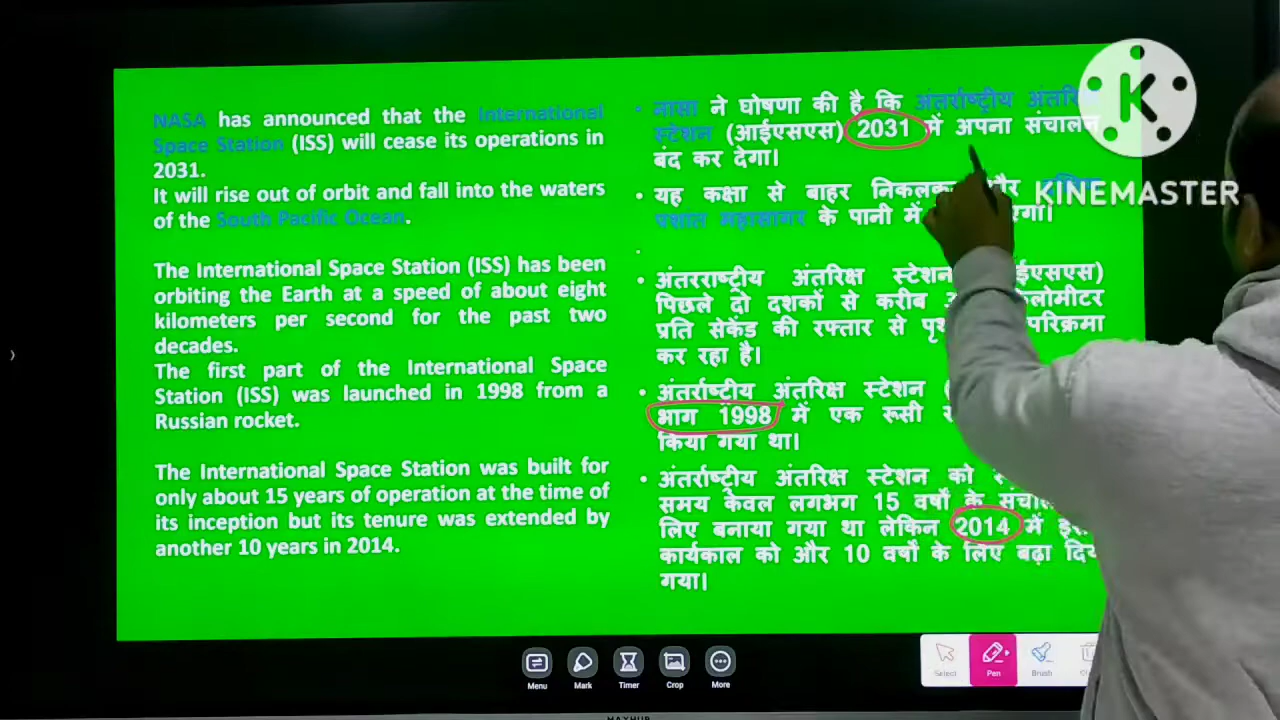 NASA has announced that the International
Space Station (ISS) will cease its operations in
2031.
It will rise out of orbit and fall into the waters
of the South Pacific Ocean.
The International Space Station (ISS) has been
orbiting the Earth at a speed of about eight
kilometers per second for the past two
decades.
The first part of the International Space
Station (ISS) was launched in 1998 from a
Russian rocket.
The International Space Station was built for
only about 15 years of operation at the time of
its inception but its tenure was extended by
another 10 years in 2014.
• नासा ने घोषणा की है कि अंतर्राष्ट्रीय
स्टेशन (आईएसएस) 2031 में अपना संचालन
बंद कर देगा।
• यह कक्षा से बाहर
प्रशांत महासागर के पानी में
• अंतरराष्ट्रीय अंतरिक्ष स्टेशन
पिछले दो दशकों से करीब
प्रति सेकेंड की रफ्तार से परिक्रमा
कर रहा है।
• अंतर्राष्ट्रीय अंतरिक्ष स्टेशन
भाग 1998 में एक रूसी
किया गया था।
• अंतर्राष्ट्रीय अंतरिक्ष स्टेशन को
समय केवल लगभग 15 वर्षों के
लिए बनाया गया था लेकिन 2014 में
कार्यकाल को और 10 वर्षों के लिए बढ़ा
गया।
K
KINEMASTER
Menu
Mark
Timer
Crop
More
Select
Pen
Brush
MAXHUB